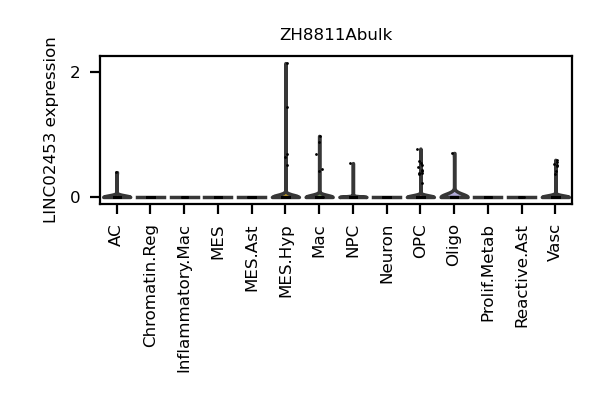 ZH8811Abulk
LINC02453 expression
2
0
AC
Chromatin.Reg
Inflammatory.Mac
MES
MES.Ast
MES.Hyp
Mac
NPC
Neuron
OPC
Oligo
Prolif.Metab
Reactive.Ast
Vasc